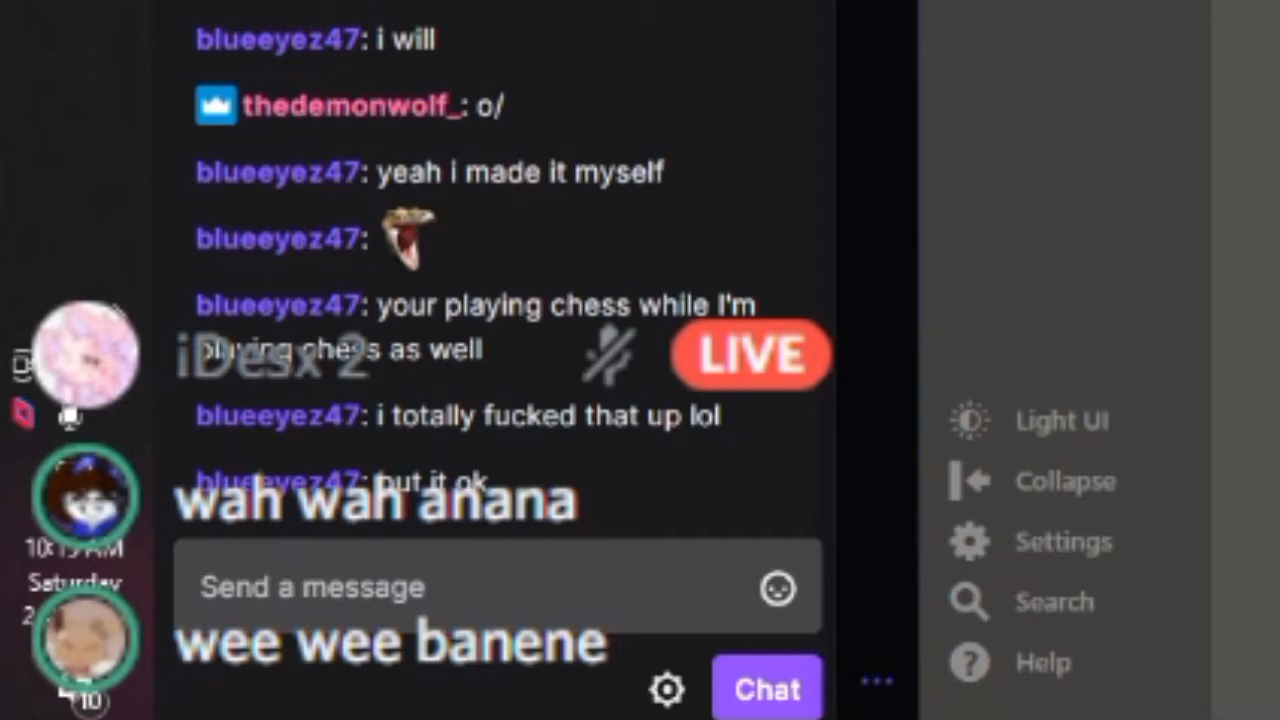 blueeyez47: i will
thedemonwolf_: o/
blueeyez47: yeah i made it myself
blueeyez47:
blueeyez47: your playing chess while I'm
playing chess as well
iDesx 2
LIVE
blueeyez47: i totally fucked that up lol
Light UI
blueeyez47: but it ok
Collapse
wah wah anana
AM
Settings
Saturday
Send a message
Search
wee wee banene
Help
Chat
10